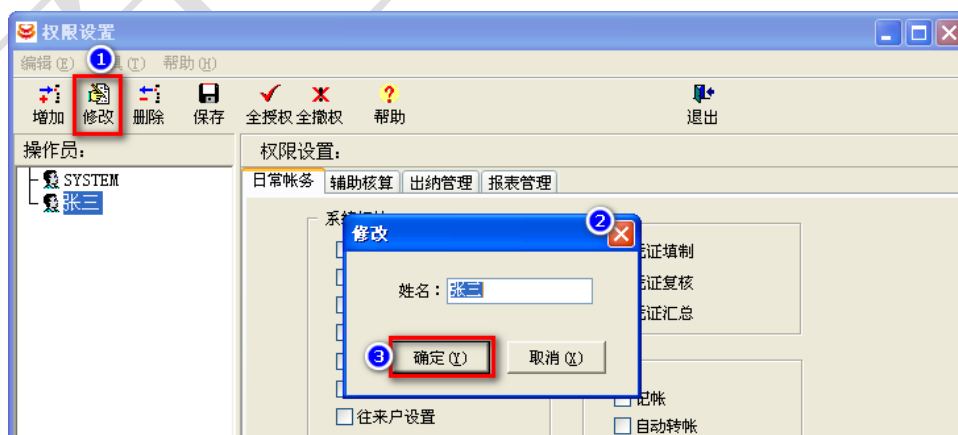 权限设置
编辑(E) (T) 帮助(H)
1
增加 修改 删除 保存 全授权 全撤权 帮助 退出
操作员:
权限设置:
SYSTEM
张三
日常帐务 辅助核算 出纳管理 报表管理
2
修改
姓名: 张三
3
确定(Y) 取消(X)
证填制
证复核
证汇总
记帐
往来户设置
自动转帐